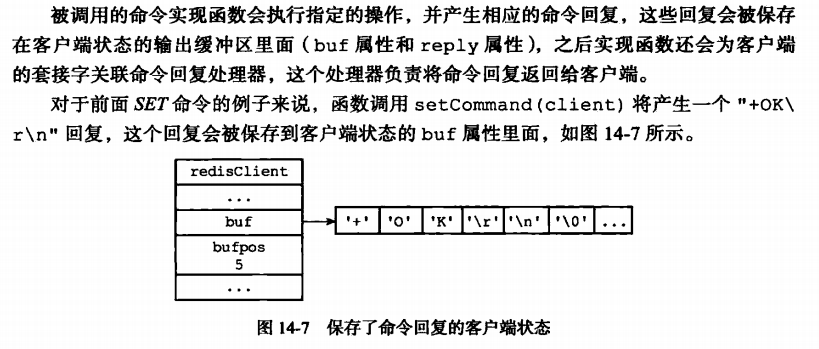 被调用的命令实现函数会执行指定的操作，并产生相应的命令回复，这些回复会被保存
在客户端状态的输出缓冲区里面（buf 属性和 reply 属性），之后实现函数还会为客户端
的套接字关联命令回复处理器，这个处理器负责将命令回复返回给客户端。
对于前面 SET 命令的例子来说，函数调用 setCommand(client) 将产生一个 "+OK\
r\n" 回复，这个回复会被保存到客户端状态的 buf 属性里面，如图 14-7 所示。
redisClient
...
buf
'+' 'O' 'K' '\r' '\n' '\0' ...
bufpos
5
...
图 14-7 保存了命令回复的客户端状态